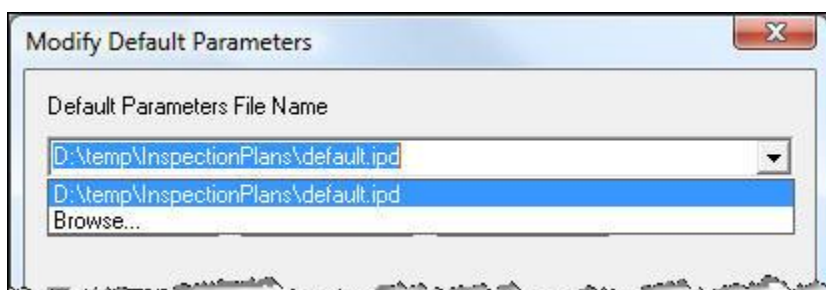 Modify Default Parameters
Default Parameters File Name
D:\temp\InspectionPlans\default.ipd
D:\temp\InspectionPlans\default.ipd
Browse...